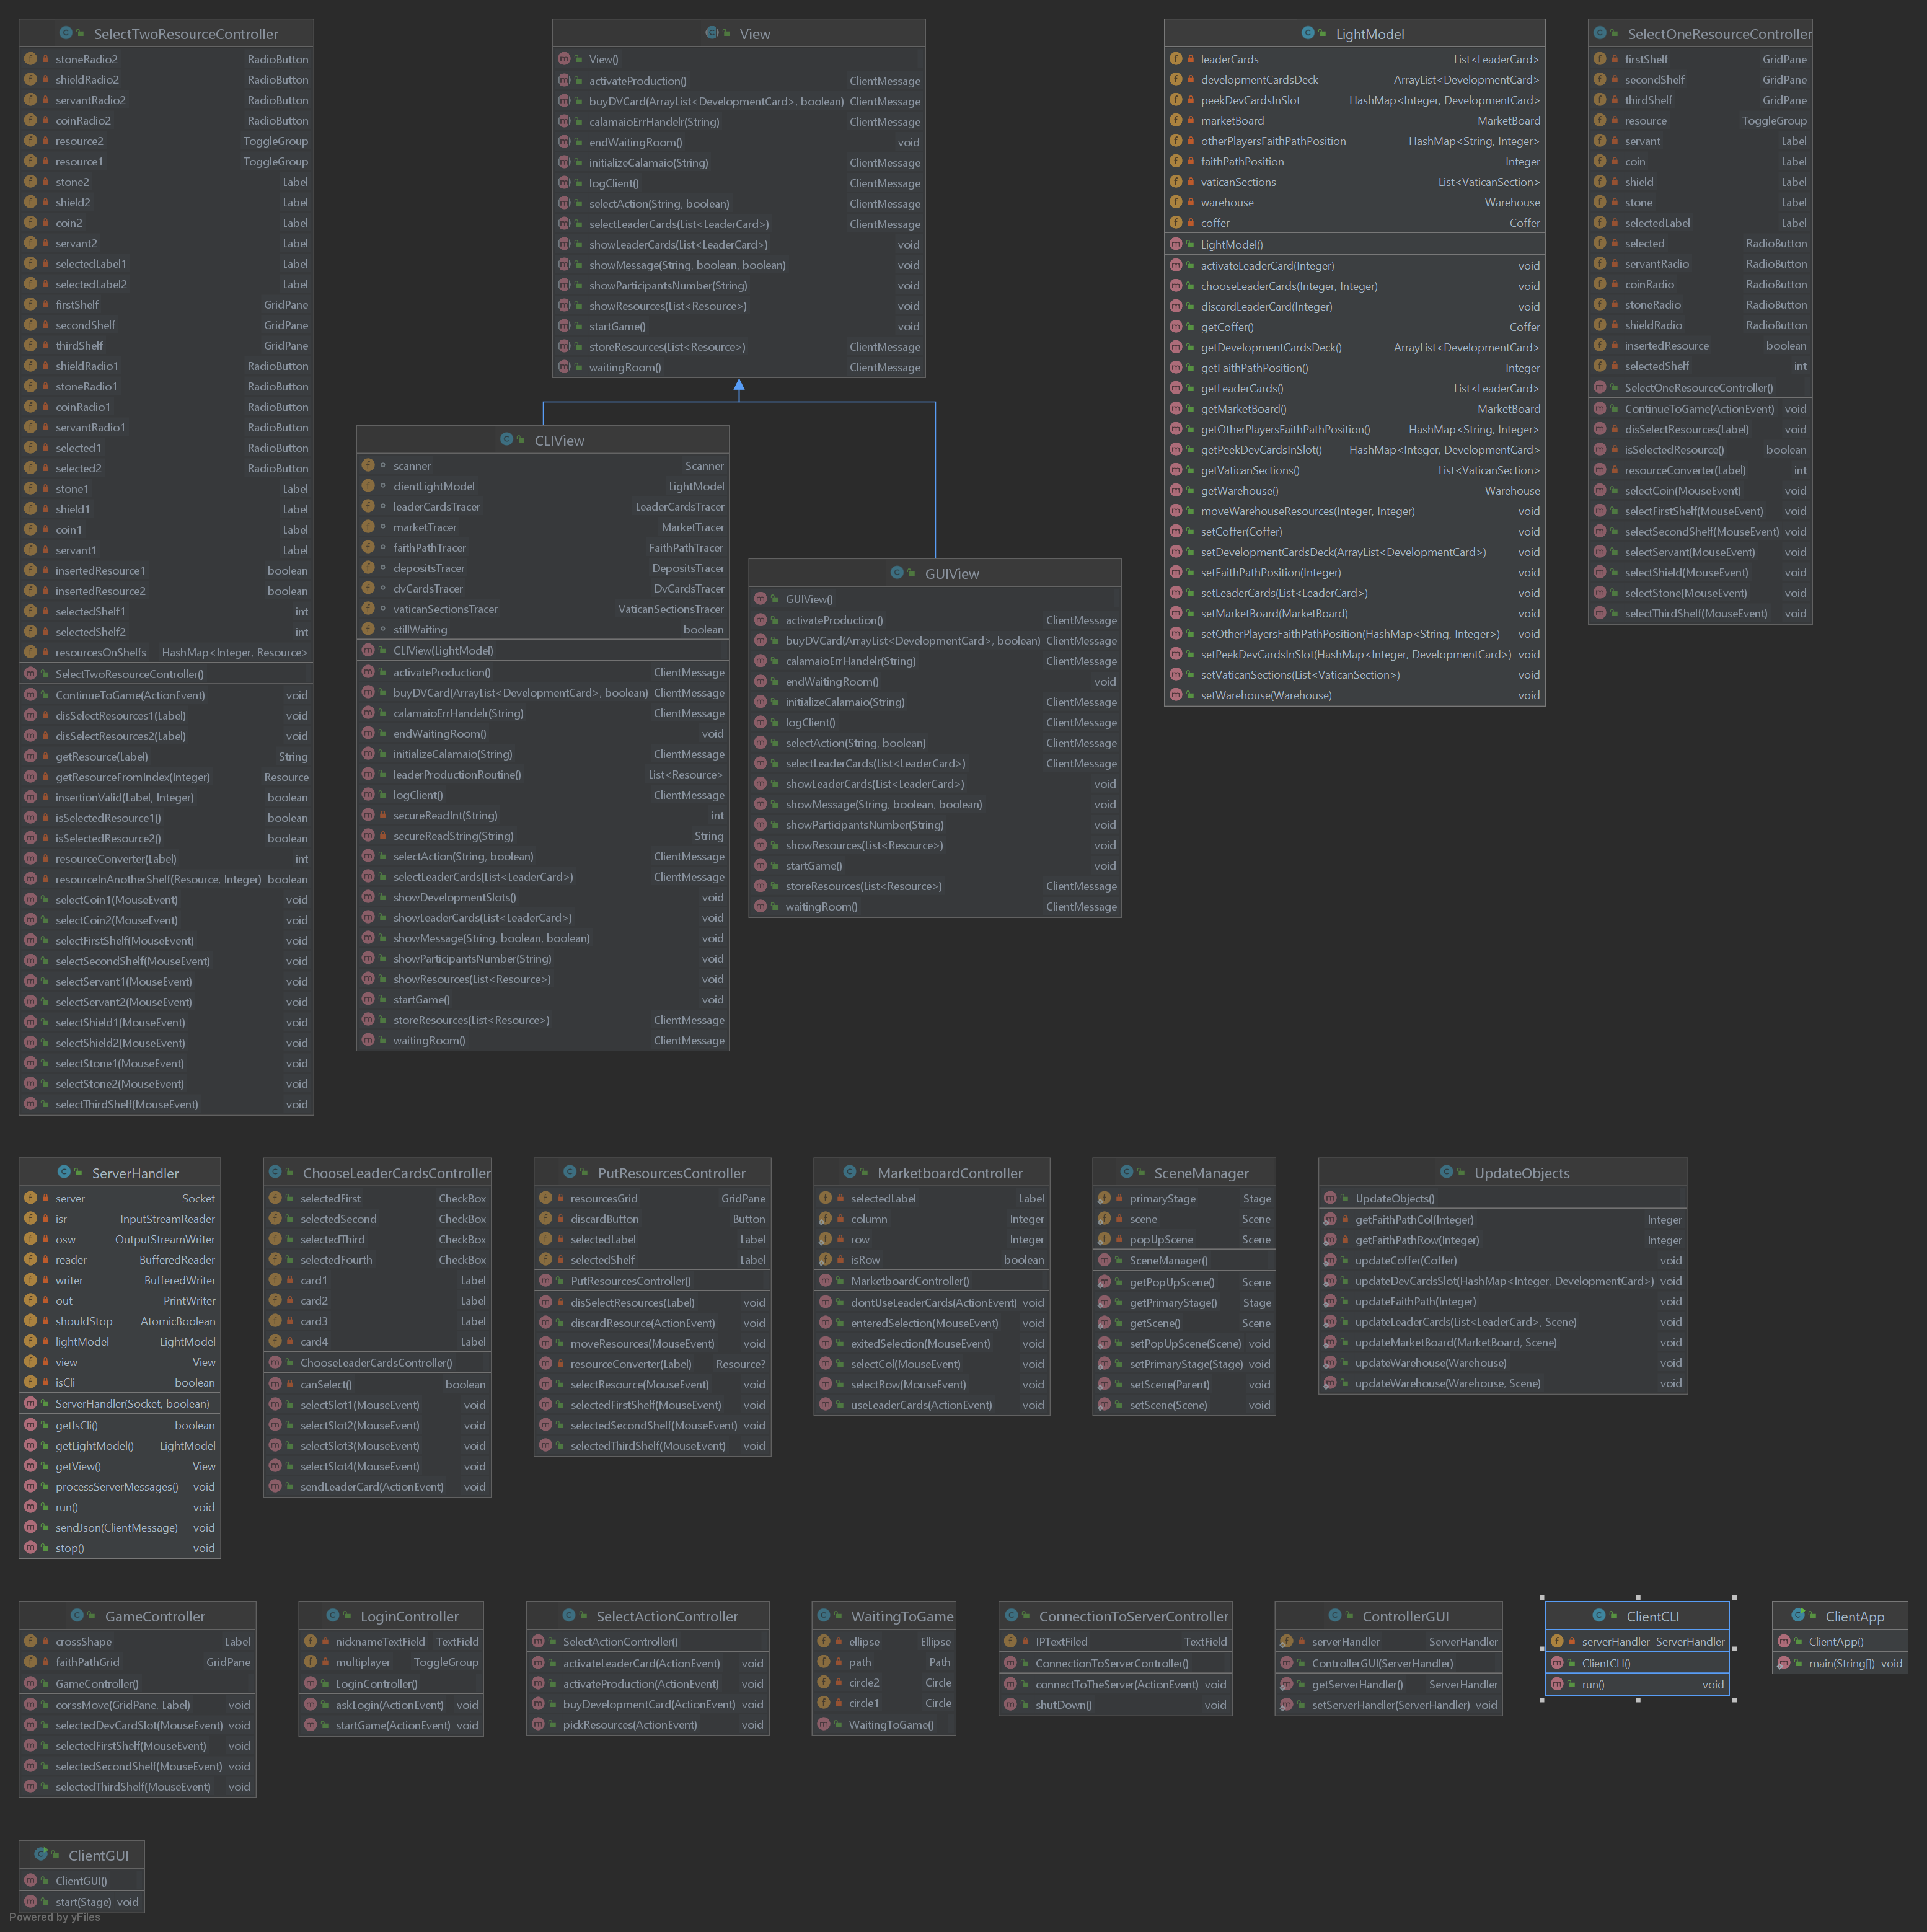 SelectTwoResourceController
stoneRadio2 RadioButton
shieldRadio2 RadioButton
servantRadio2 RadioButton
coinRadio2 RadioButton
resource2 ToggleGroup
resource1 ToggleGroup
stone2 Label
shield2 Label
coin2 Label
servant2 Label
selectedLabel1 Label
selectedLabel2 Label
firstShelf GridPane
secondShelf GridPane
thirdShelf GridPane
shieldRadio1 RadioButton
stoneRadio1 RadioButton
coinRadio1 RadioButton
servantRadio1 RadioButton
selected1 RadioButton
selected2 RadioButton
stone1 Label
shield1 Label
coin1 Label
servant1 Label
insertedResource1 boolean
insertedResource2 boolean
selectedShelf1 int
selectedShelf2 int
resourcesOnShelfs HashMap<Integer, Resource>
SelectTwoResourceController()
ContinueToGame(ActionEvent) void
disSelectResources1(Label) void
disSelectResources2(Label) void
getResource(Label) String
getResourceFromIndex(Integer) Resource
insertionValid(Label, Integer) boolean
isSelectedResource1() boolean
isSelectedResource2() boolean
resourceConverter(Label) int
resourceInAnotherShelf(Resource, Integer) boolean
selectCoin1(MouseEvent) void
selectCoin2(MouseEvent) void
selectFirstShelf(MouseEvent) void
selectSecondShelf(MouseEvent) void
selectServant1(MouseEvent) void
selectServant2(MouseEvent) void
selectShield1(MouseEvent) void
selectShield2(MouseEvent) void
selectStone1(MouseEvent) void
selectStone2(MouseEvent) void
selectThirdShelf(MouseEvent) void
View
View()
activateProduction() ClientMessage
buyDVCard(ArrayList<DevelopmentCard>, boolean) ClientMessage
calamaioErrHandelr(String) ClientMessage
endWaitingRoom() void
initializeCalamaio(String) ClientMessage
logClient() ClientMessage
selectAction(String, boolean) ClientMessage
selectLeaderCards(List<LeaderCard>) ClientMessage
showLeaderCards(List<LeaderCard>) void
showMessage(String, boolean, boolean) void
showParticipantsNumber(String) void
showResources(List<Resource>) void
startGame() void
storeResources(List<Resource>) ClientMessage
waitingRoom() ClientMessage
CLIView
scanner Scanner
clientLightModel LightModel
leaderCardsTracer LeaderCardsTracer
marketTracer MarketTracer
faithPathTracer FaithPathTracer
depositsTracer DepositsTracer
dvCardsTracer DvCardsTracer
vaticanSectionsTracer VaticanSectionsTracer
stillWaiting boolean
CLIView(LightModel)
activateProduction() ClientMessage
buyDVCard(ArrayList<DevelopmentCard>, boolean) ClientMessage
calamaioErrHandelr(String) ClientMessage
endWaitingRoom() void
initializeCalamaio(String) ClientMessage
leaderProductionRoutine() List<Resource>
logClient() ClientMessage
secureReadInt(String) int
secureReadString(String) String
selectAction(String, boolean) ClientMessage
selectLeaderCards(List<LeaderCard>) ClientMessage
showDevelopmentSlots() void
showLeaderCards(List<LeaderCard>) void
showMessage(String, boolean, boolean) void
showParticipantsNumber(String) void
showResources(List<Resource>) void
startGame() void
storeResources(List<Resource>) ClientMessage
waitingRoom() ClientMessage
GUIView
GUIView()
activateProduction() ClientMessage
buyDVCard(ArrayList<DevelopmentCard>, boolean) ClientMessage
calamaioErrHandelr(String) ClientMessage
endWaitingRoom() void
initializeCalamaio(String) ClientMessage
logClient() ClientMessage
selectAction(String, boolean) ClientMessage
selectLeaderCards(List<LeaderCard>) ClientMessage
showLeaderCards(List<LeaderCard>) void
showMessage(String, boolean, boolean) void
showParticipantsNumber(String) void
showResources(List<Resource>) void
startGame() void
storeResources(List<Resource>) ClientMessage
waitingRoom() ClientMessage
LightModel
leaderCards List<LeaderCard>
developmentCardsDeck ArrayList<DevelopmentCard>
peekDevCardsInSlot HashMap<Integer, DevelopmentCard>
marketBoard MarketBoard
otherPlayersFaithPathPosition HashMap<String, Integer>
faithPathPosition Integer
vaticanSections List<VaticanSection>
warehouse Warehouse
coffer Coffer
LightModel()
activateLeaderCard(Integer) void
chooseLeaderCards(Integer, Integer) void
discardLeaderCard(Integer) void
getCoffer() Coffer
getDevelopmentCardsDeck() ArrayList<DevelopmentCard>
getFaithPathPosition() Integer
getLeaderCards() List<LeaderCard>
getMarketBoard() MarketBoard
getOtherPlayersFaithPathPosition() HashMap<String, Integer>
getPeekDevCardsInSlot() HashMap<Integer, DevelopmentCard>
getVaticanSections() List<VaticanSection>
getWarehouse() Warehouse
moveWarehouseResources(Integer, Integer) void
setCoffer(Coffer) void
setDevelopmentCardsDeck(ArrayList<DevelopmentCard>) void
setFaithPathPosition(Integer) void
setLeaderCards(List<LeaderCard>) void
setMarketBoard(MarketBoard) void
setOtherPlayersFaithPathPosition(HashMap<String, Integer>) void
setPeekDevCardsInSlot(HashMap<Integer, DevelopmentCard>) void
setVaticanSections(List<VaticanSection>) void
setWarehouse(Warehouse) void
SelectOneResourceController
firstShelf GridPane
secondShelf GridPane
thirdShelf GridPane
resource ToggleGroup
servant Label
coin Label
shield Label
stone Label
selectedLabel Label
selected RadioButton
servantRadio RadioButton
coinRadio RadioButton
stoneRadio RadioButton
shieldRadio RadioButton
insertedResource boolean
selectedShelf int
SelectOneResourceController()
ContinueToGame(ActionEvent) void
disSelectResources(Label) void
isSelectedResource() boolean
resourceConverter(Label) int
selectCoin(MouseEvent) void
selectFirstShelf(MouseEvent) void
selectSecondShelf(MouseEvent) void
selectServant(MouseEvent) void
selectShield(MouseEvent) void
selectStone(MouseEvent) void
selectThirdShelf(MouseEvent) void
ServerHandler
server Socket
isr InputStreamReader
osw OutputStreamWriter
reader BufferedReader
writer BufferedWriter
out PrintWriter
shouldStop AtomicBoolean
lightModel LightModel
view View
isCli boolean
ServerHandler(Socket, boolean)
getIsCli() boolean
getLightModel() LightModel
getView() View
processServerMessages() void
run() void
sendJson(ClientMessage) void
stop() void
ChooseLeaderCardsController
selectedFirst CheckBox
selectedSecond CheckBox
selectedThird CheckBox
selectedFourth CheckBox
card1 Label
card2 Label
card3 Label
card4 Label
ChooseLeaderCardsController()
canSelect() boolean
selectSlot1(MouseEvent) void
selectSlot2(MouseEvent) void
selectSlot3(MouseEvent) void
selectSlot4(MouseEvent) void
sendLeaderCard(ActionEvent) void
PutResourcesController
resourcesGrid GridPane
discardButton Button
selectedLabel Label
selectedShelf Label
PutResourcesController()
disSelectResources(Label) void
discardResource(ActionEvent) void
moveResources(MouseEvent) void
resourceConverter(Label) Resource?
selectResource(MouseEvent) void
selectedFirstShelf(MouseEvent) void
selectedSecondShelf(MouseEvent) void
selectedThirdShelf(MouseEvent) void
MarketboardController
selectedLabel Label
column Integer
row Integer
isRow boolean
MarketboardController()
dontUseLeaderCards(ActionEvent) void
enteredSelection(MouseEvent) void
exitedSelection(MouseEvent) void
selectCol(MouseEvent) void
selectRow(MouseEvent) void
useLeaderCards(ActionEvent) void
SceneManager
primaryStage Stage
scene Scene
popUpScene Scene
SceneManager()
getPopUpScene() Scene
getPrimaryStage() Stage
getScene() Scene
setPopUpScene(Scene) void
setPrimaryStage(Stage) void
setScene(Parent) void
setScene(Scene) void
UpdateObjects
UpdateObjects()
getFaithPathCol(Integer) Integer
getFaithPathRow(Integer) Integer
updateCoffer(Coffer) void
updateDevCardsSlot(HashMap<Integer, DevelopmentCard>) void
updateFaithPath(Integer) void
updateLeaderCards(List<LeaderCard>, Scene) void
updateMarketBoard(MarketBoard, Scene) void
updateWarehouse(Warehouse) void
updateWarehouse(Warehouse, Scene) void
GameController
crossShape Label
faithPathGrid GridPane
GameController()
corssMove(GridPane, Label) void
selectedDevCardSlot(MouseEvent) void
selectedFirstShelf(MouseEvent) void
selectedSecondShelf(MouseEvent) void
selectedThirdShelf(MouseEvent) void
LoginController
nicknameTextField TextField
multiplayer ToggleGroup
LoginController()
askLogin(ActionEvent) void
startGame(ActionEvent) void
SelectActionController
SelectActionController()
activateLeaderCard(ActionEvent) void
activateProduction(ActionEvent) void
buyDevelopmentCard(ActionEvent) void
pickResources(ActionEvent) void
WaitingToGame
ellipse Ellipse
path Path
circle2 Circle
circle1 Circle
WaitingToGame()
ConnectionToServerController
IPTextFiled TextField
ConnectionToServerController()
connectToTheServer(ActionEvent) void
shutDown() void
ControllerGUI
serverHandler ServerHandler
ControllerGUI(ServerHandler)
getServerHandler() ServerHandler
setServerHandler(ServerHandler) void
ClientCLI
serverHandler ServerHandler
ClientCLI()
run() void
ClientApp
ClientApp()
main(String[]) void
ClientGUI
ClientGUI()
start(Stage) void
Powered by yFiles